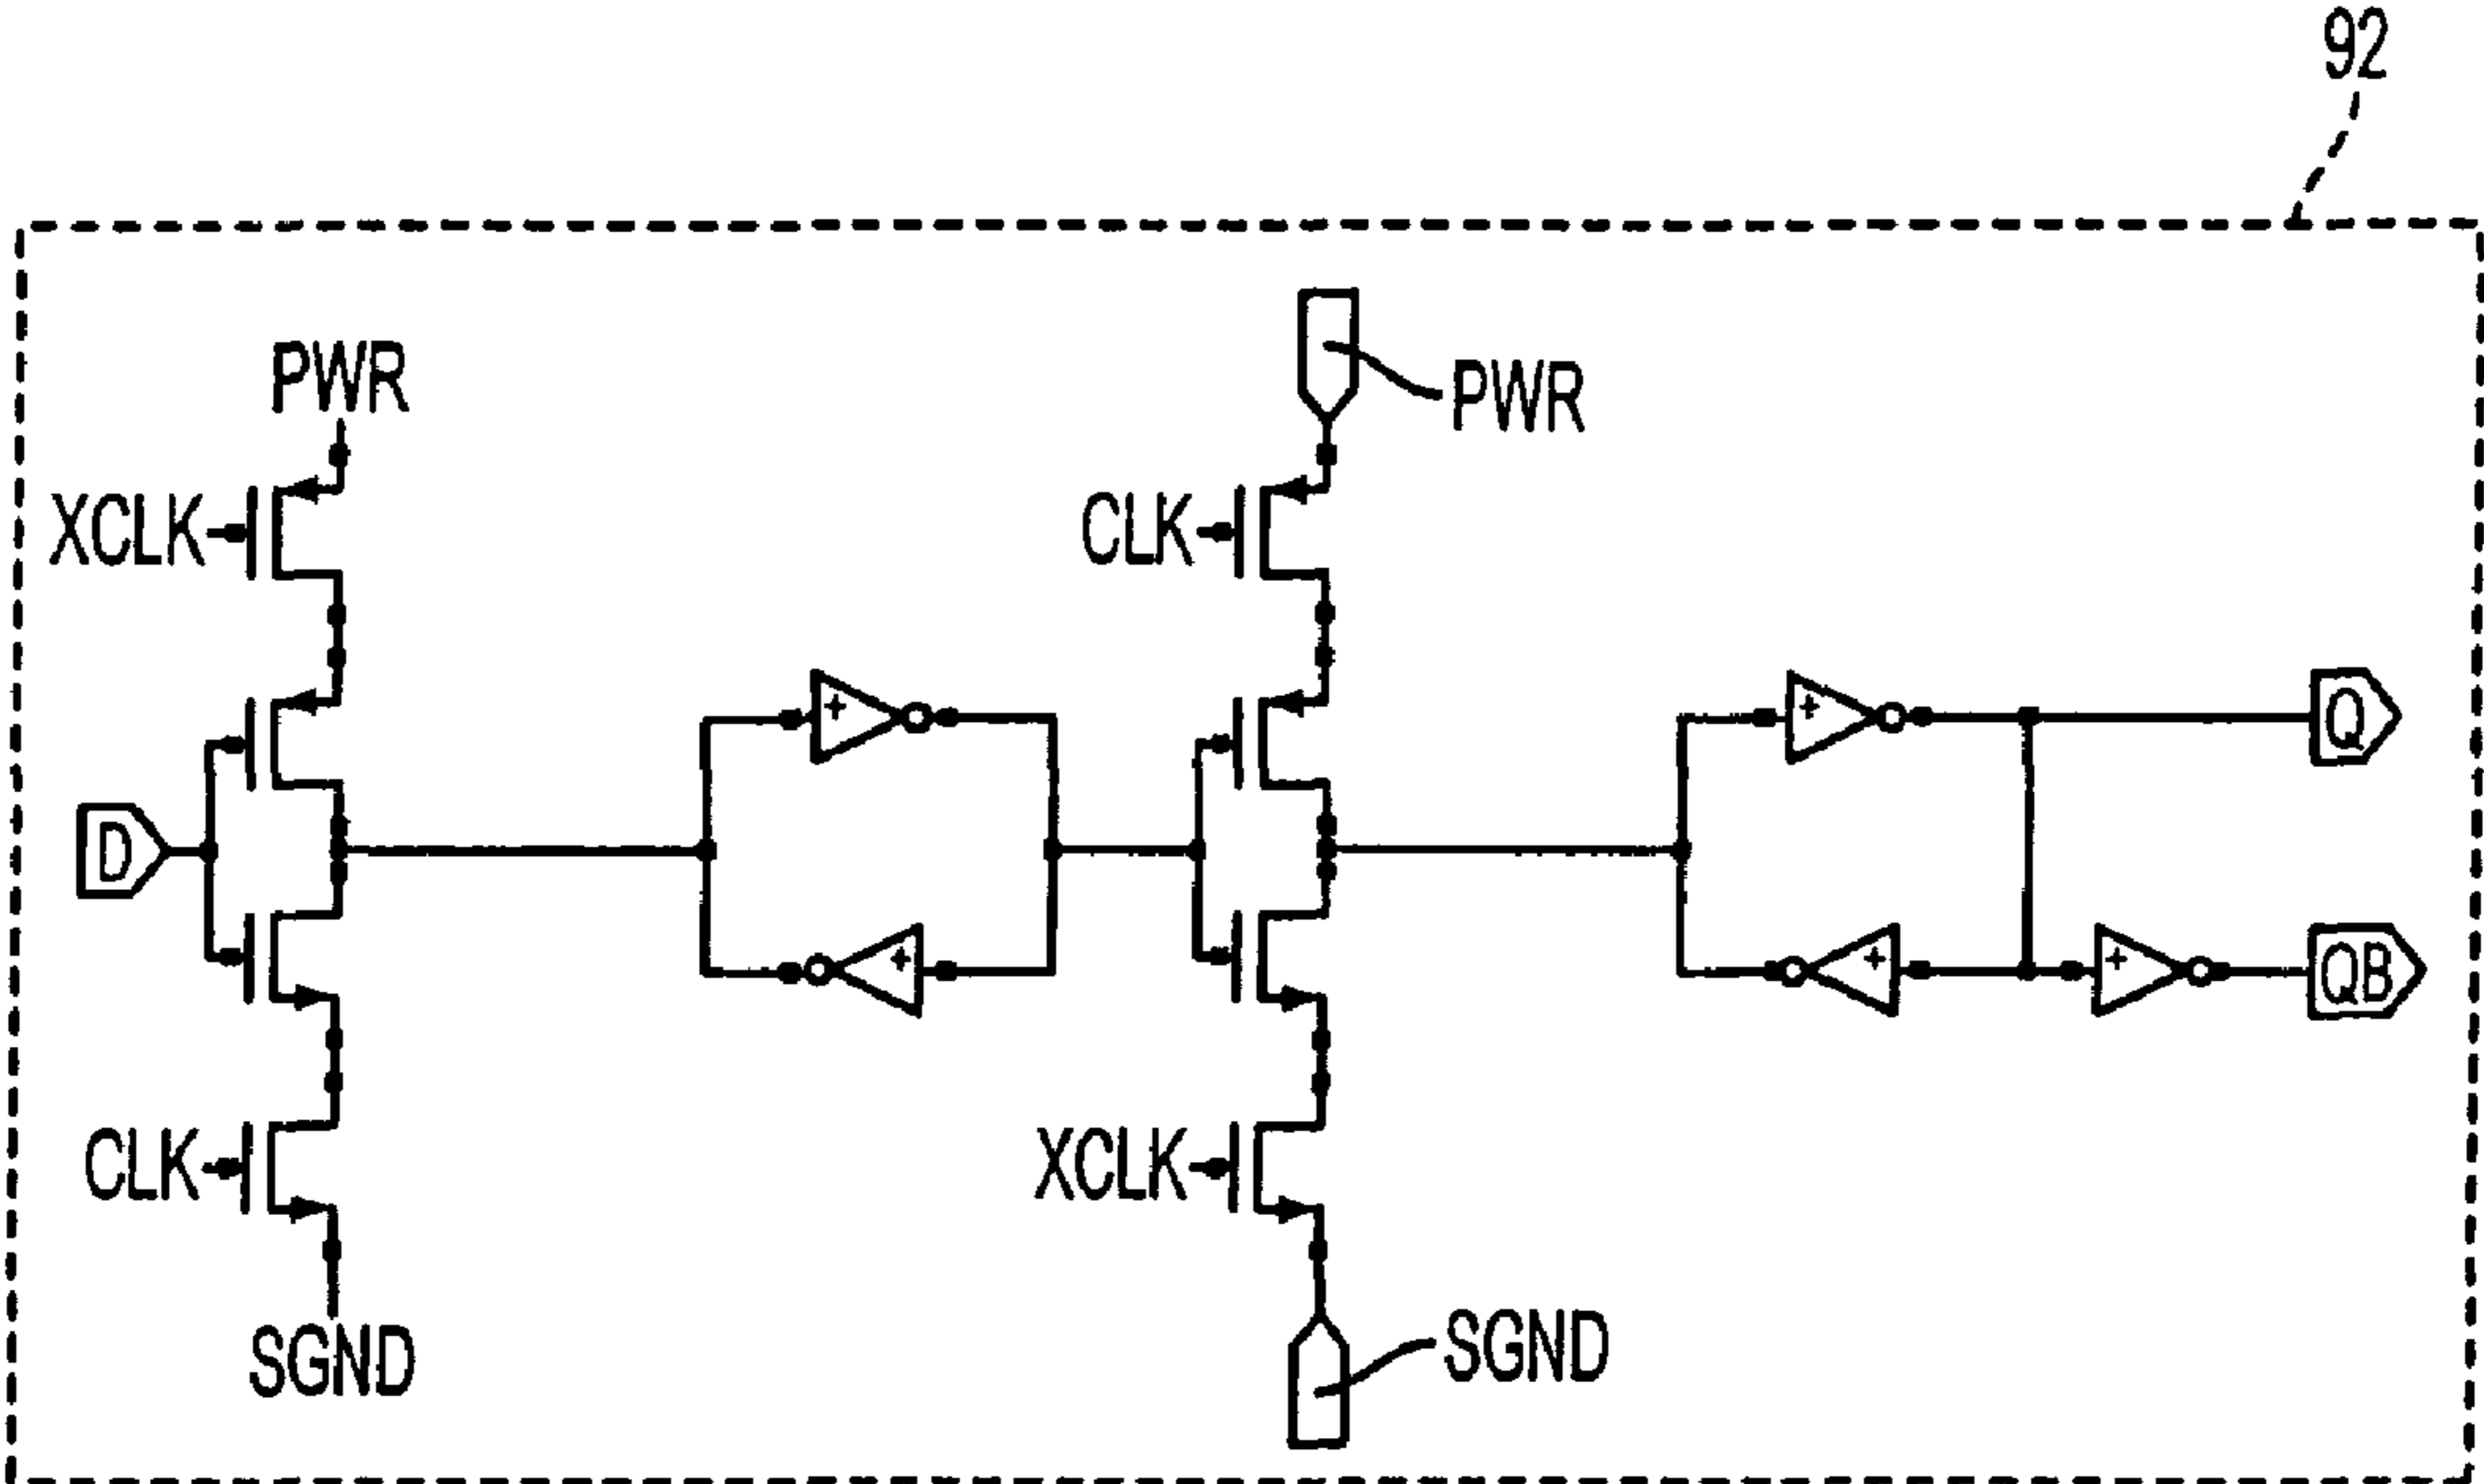 92
PWR
PWR
XCLK
CLK
D
Q
QB
CLK
XCLK
SGND
SGND